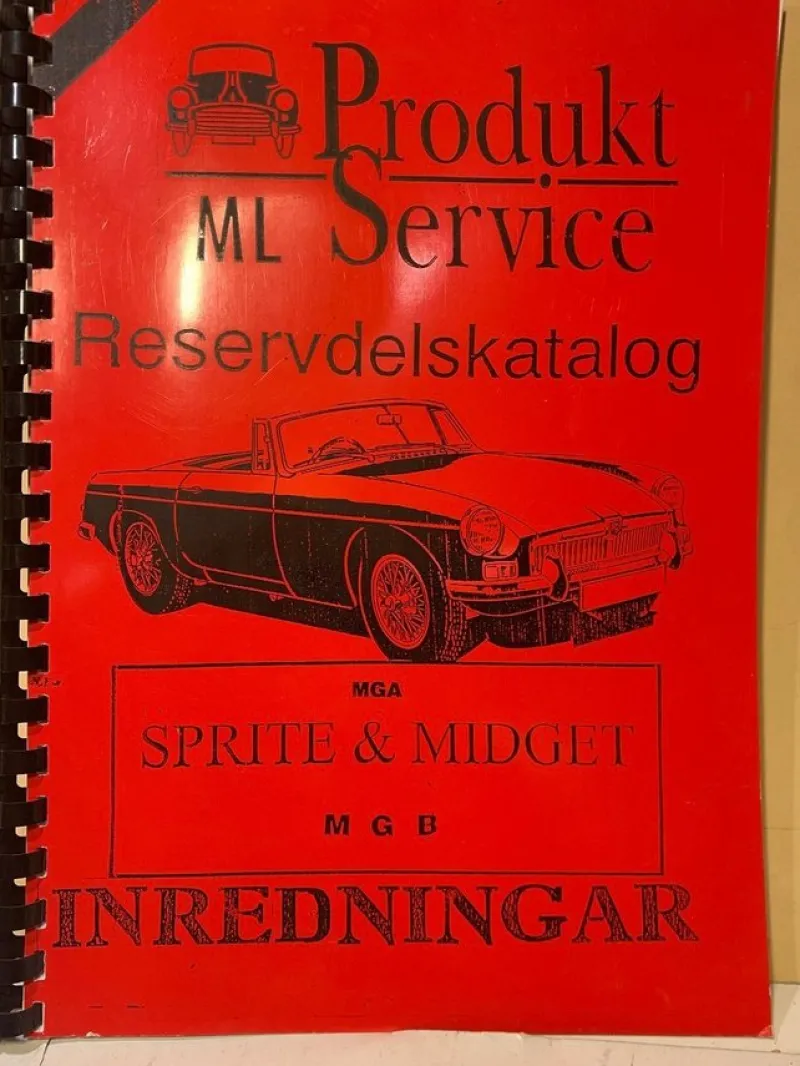 Produkt
ML Service
Reservdelskatalog
MGA
SPRITE & MIDGET
M G B
INREDNINGAR